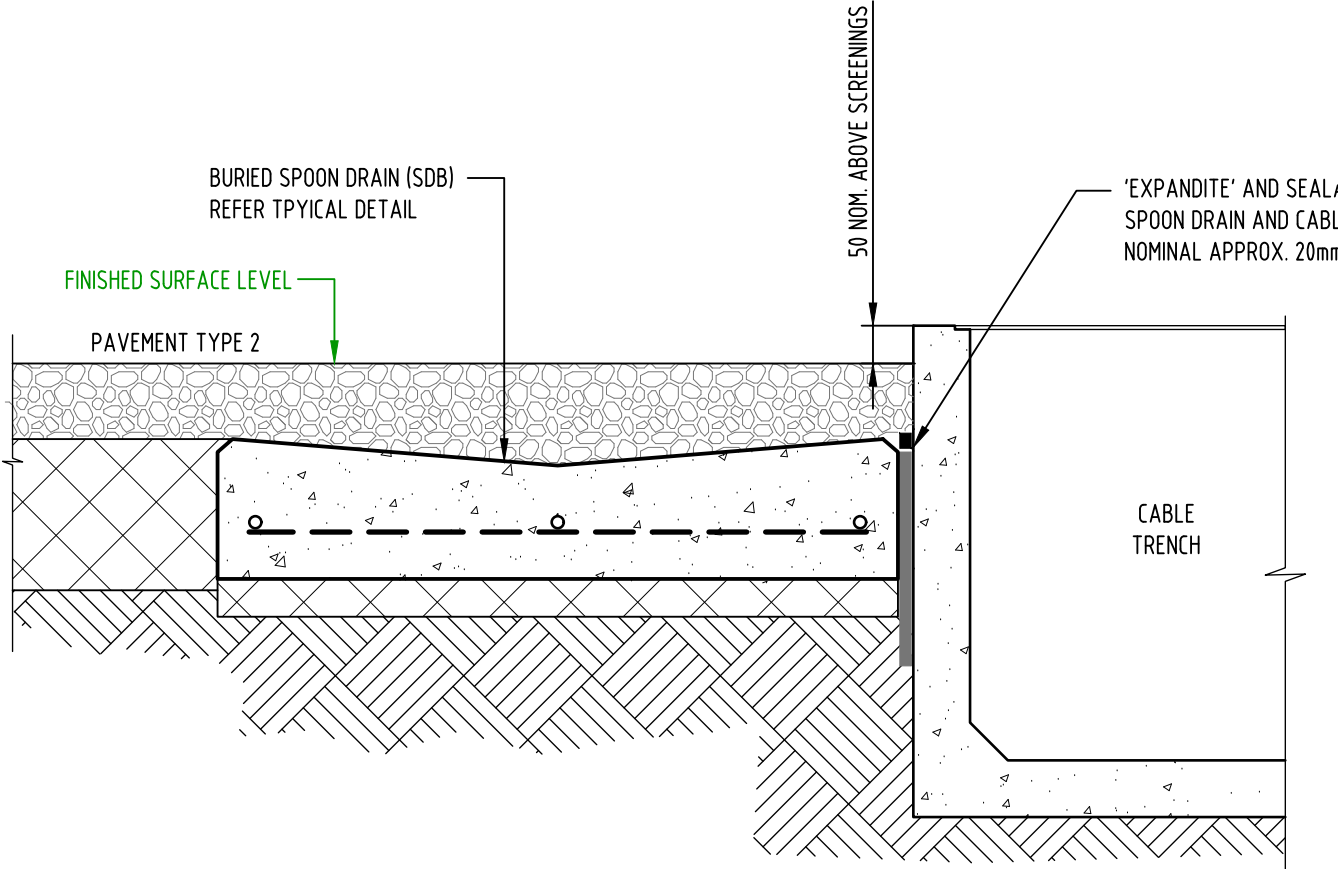 50 NOM. ABOVE SCREENINGS
BURIED SPOON DRAIN (SDB)
REFER TPYICAL DETAIL
'EXPANDITE' AND SEALA
SPOON DRAIN AND CABL
NOMINAL APPROX. 20mm
FINISHED SURFACE LEVEL
PAVEMENT TYPE 2
CABLE
TRENCH